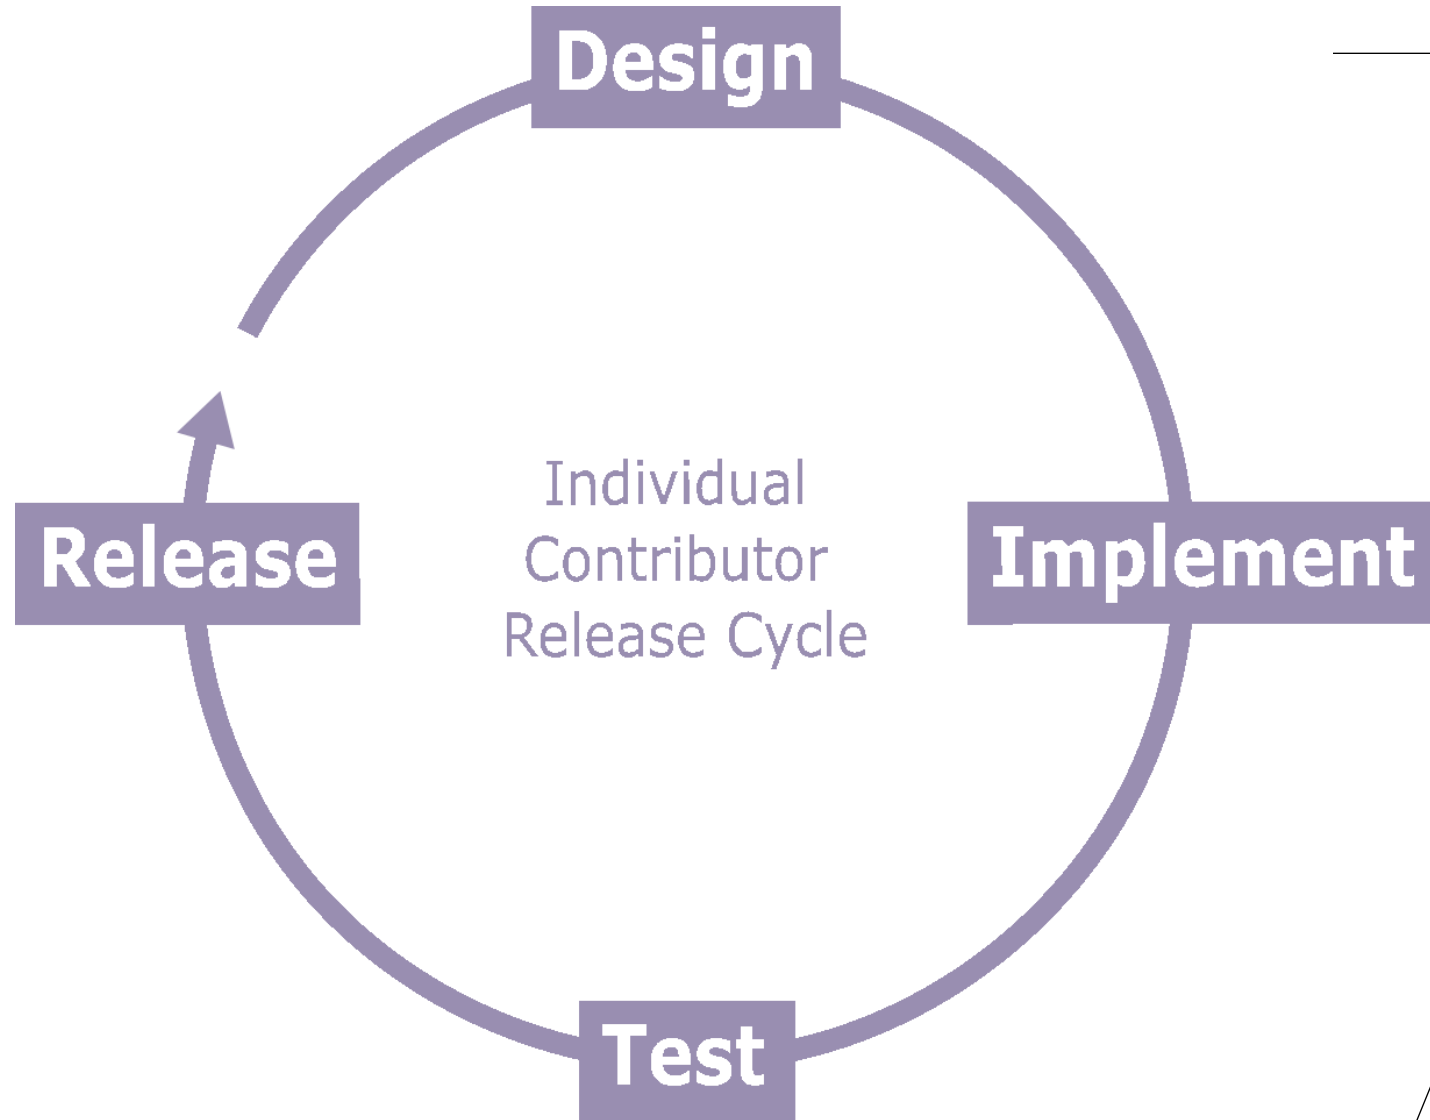 Design
Individual
Contributor
Release Cycle
Release
Implement
Test